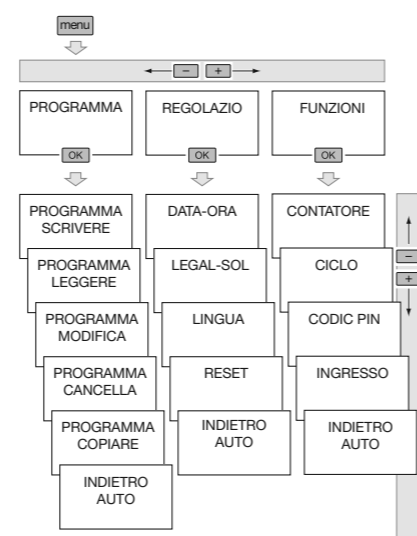 menu
− +
PROGRAMMA
OK
REGOLAZIO
OK
FUNZIONI
OK
PROGRAMMA
SCRIVERE
PROGRAMMA
LEGGERE
PROGRAMMA
MODIFICA
PROGRAMMA
CANCELLA
PROGRAMMA
COPIARE
INDIETRO
AUTO
DATA-ORA
LEGAL-SOL
LINGUA
RESET
INDIETRO
AUTO
CONTATORE
CICLO
CODIC PIN
INGRESSO
INDIETRO
AUTO
−
+